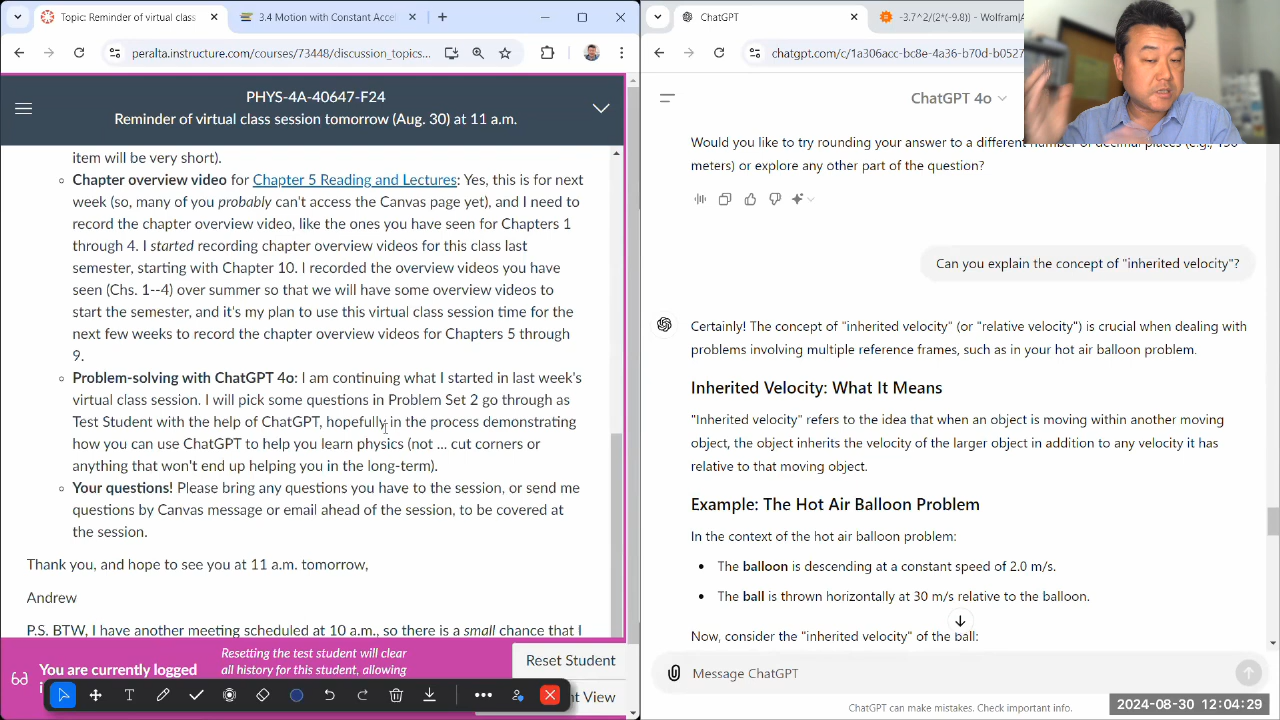 Topic: Reminder of virtual class
3.4 Motion with Constant Accel
peralta.instructure.com/courses/73448/discussion_topics...
PHYS-4A-40647-F24
Reminder of virtual class session tomorrow (Aug. 30) at 11 a.m.
item will be very short).
Chapter overview video for Chapter 5 Reading and Lectures: Yes, this is for next
week (so, many of you probably can't access the Canvas page yet), and I need to
record the chapter overview video, like the ones you have seen for Chapters 1
through 4. I started recording chapter overview videos for this class last
semester, starting with Chapter 10. I recorded the overview videos you have
seen (Chs. 1--4) over summer so that we will have some overview videos to
start the semester, and it's my plan to use this virtual class session time for the
next few weeks to record the chapter overview videos for Chapters 5 through
9.
Problem-solving with ChatGPT 4o: I am continuing what I started in last week's
virtual class session. I will pick some questions in Problem Set 2 go through as
Test Student with the help of ChatGPT, hopefully in the process demonstrating
how you can use ChatGPT to help you learn physics (not ... cut corners or
anything that won't end up helping you in the long-term).
Your questions! Please bring any questions you have to the session, or send me
questions by Canvas message or email ahead of the session, to be covered at
the session.
Thank you, and hope to see you at 11 a.m. tomorrow,
Andrew
P.S. BTW, I have another meeting scheduled at 10 a.m., so there is a small chance that I
You are currently logged
Resetting the test student will clear
all history for this student, allowing
Reset Student
nt View
ChatGPT
-3.7^2/(2*(-9.8)) - Wolfram|A
chatgpt.com/c/1a306acc-bc8e-4a36-b70d-b0527
ChatGPT 4o
Would you like to try rounding your answer to a different number of decimal places (e.g., 150
meters) or explore any other part of the question?
Can you explain the concept of "inherited velocity"?
Certainly! The concept of "inherited velocity" (or "relative velocity") is crucial when dealing with
problems involving multiple reference frames, such as in your hot air balloon problem.
Inherited Velocity: What It Means
"Inherited velocity" refers to the idea that when an object is moving within another moving
object, the object inherits the velocity of the larger object in addition to any velocity it has
relative to that moving object.
Example: The Hot Air Balloon Problem
In the context of the hot air balloon problem:
The balloon is descending at a constant speed of 2.0 m/s.
The ball is thrown horizontally at 30 m/s relative to the balloon.
Now, consider the "inherited velocity" of the ball:
Message ChatGPT
ChatGPT can make mistakes. Check important info.
2024-08-30 12:04:29